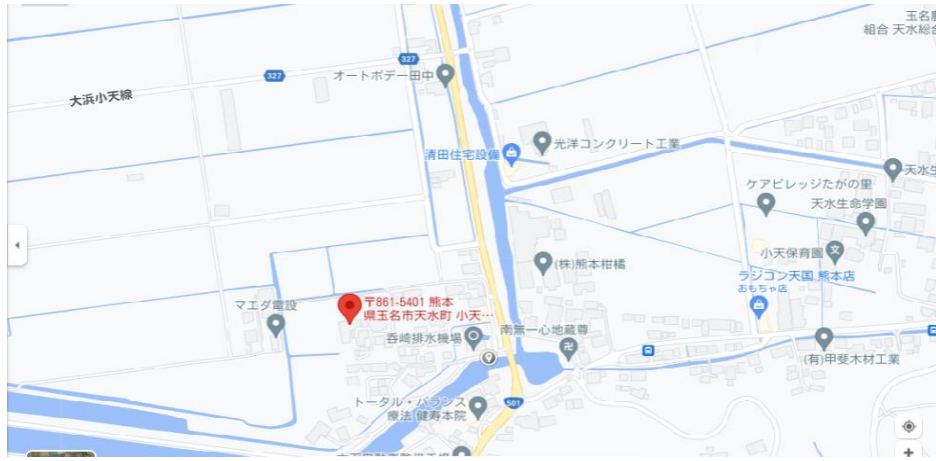 玉名農
組合 天水総合
327
327
オートボデー田中
大浜小天線
光洋コンクリート工業
清田住宅設備
天水生
ケアビレッジたがの里
天水生命学園
小天保育園
(株)熊本柑橘
ラジコン天国 熊本店
おもちゃ店
マエダ電設
〒861-5401 熊本
県玉名市天水町 小天…
呑崎排水機場
南無一心地蔵尊
(有)甲斐木材工業
トータル・バランス
療法 健寿本院
501